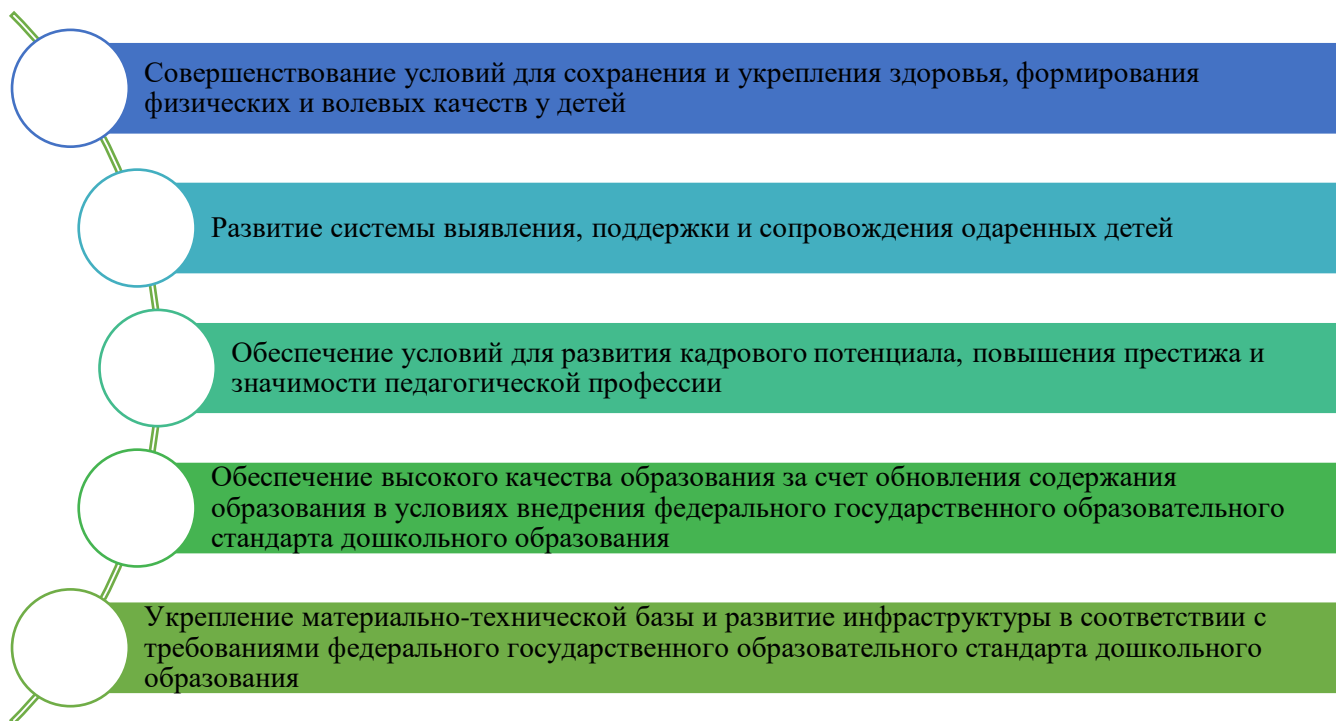 Совершенствование условий для сохранения и укрепления здоровья, формирования
физических и волевых качеств у детей
Развитие системы выявления, поддержки и сопровождения одаренных детей
Обеспечение условий для развития кадрового потенциала, повышения престижа и
значимости педагогической профессии
Обеспечение высокого качества образования за счет обновления содержания
образования в условиях внедрения федерального государственного образовательного
стандарта дошкольного образования
Укрепление материально-технической базы и развитие инфраструктуры в соответствии с
требованиями федерального государственного образовательного стандарта дошкольного
образования